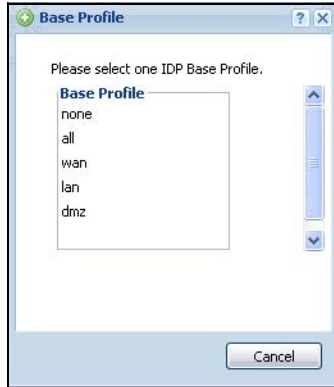 Base Profile
Please select one IDP Base Profile.
Base Profile
none
all
wan
lan
dmz
Cancel